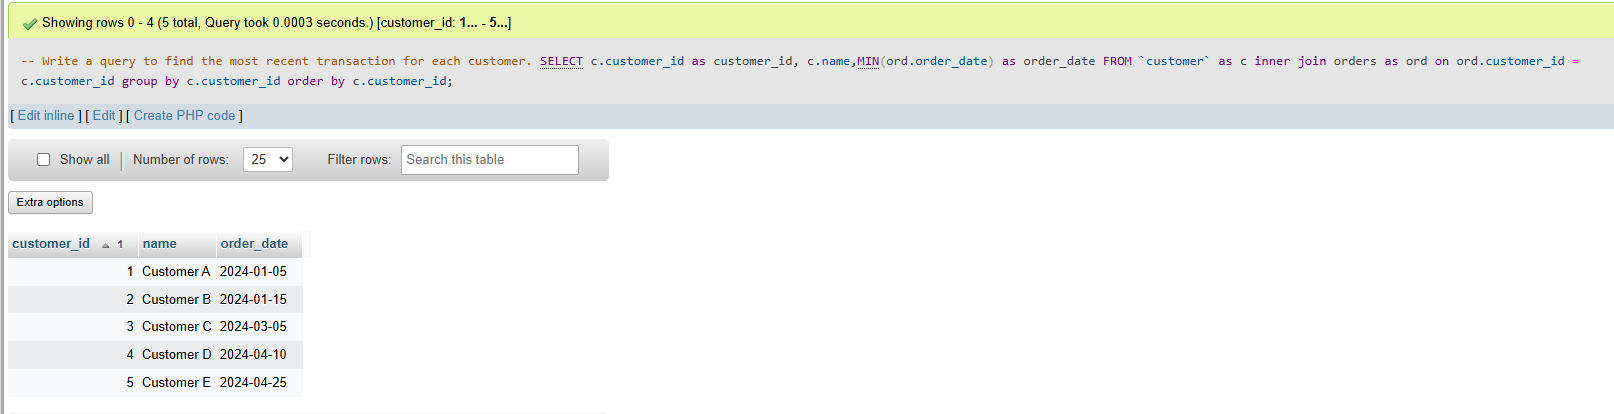 Showing rows 0 - 4 (5 total, Query took 0.0003 seconds.) [customer_id: 1... - 5...]
-- Write a query to find the most recent transaction for each customer. SELECT c.customer_id as customer_id, c.name,MIN(ord.order_date) as order_date FROM `customer` as c inner join orders as ord on ord.customer_id =
c.customer_id group by c.customer_id order by c.customer_id;
[ Edit inline ] [ Edit ] [ Create PHP code ]
Show all | Number of rows: 25 Filter rows: Search this table
Extra options
customer_id 1 name order_date
1 Customer A 2024-01-05
2 Customer B 2024-01-15
3 Customer C 2024-03-05
4 Customer D 2024-04-10
5 Customer E 2024-04-25